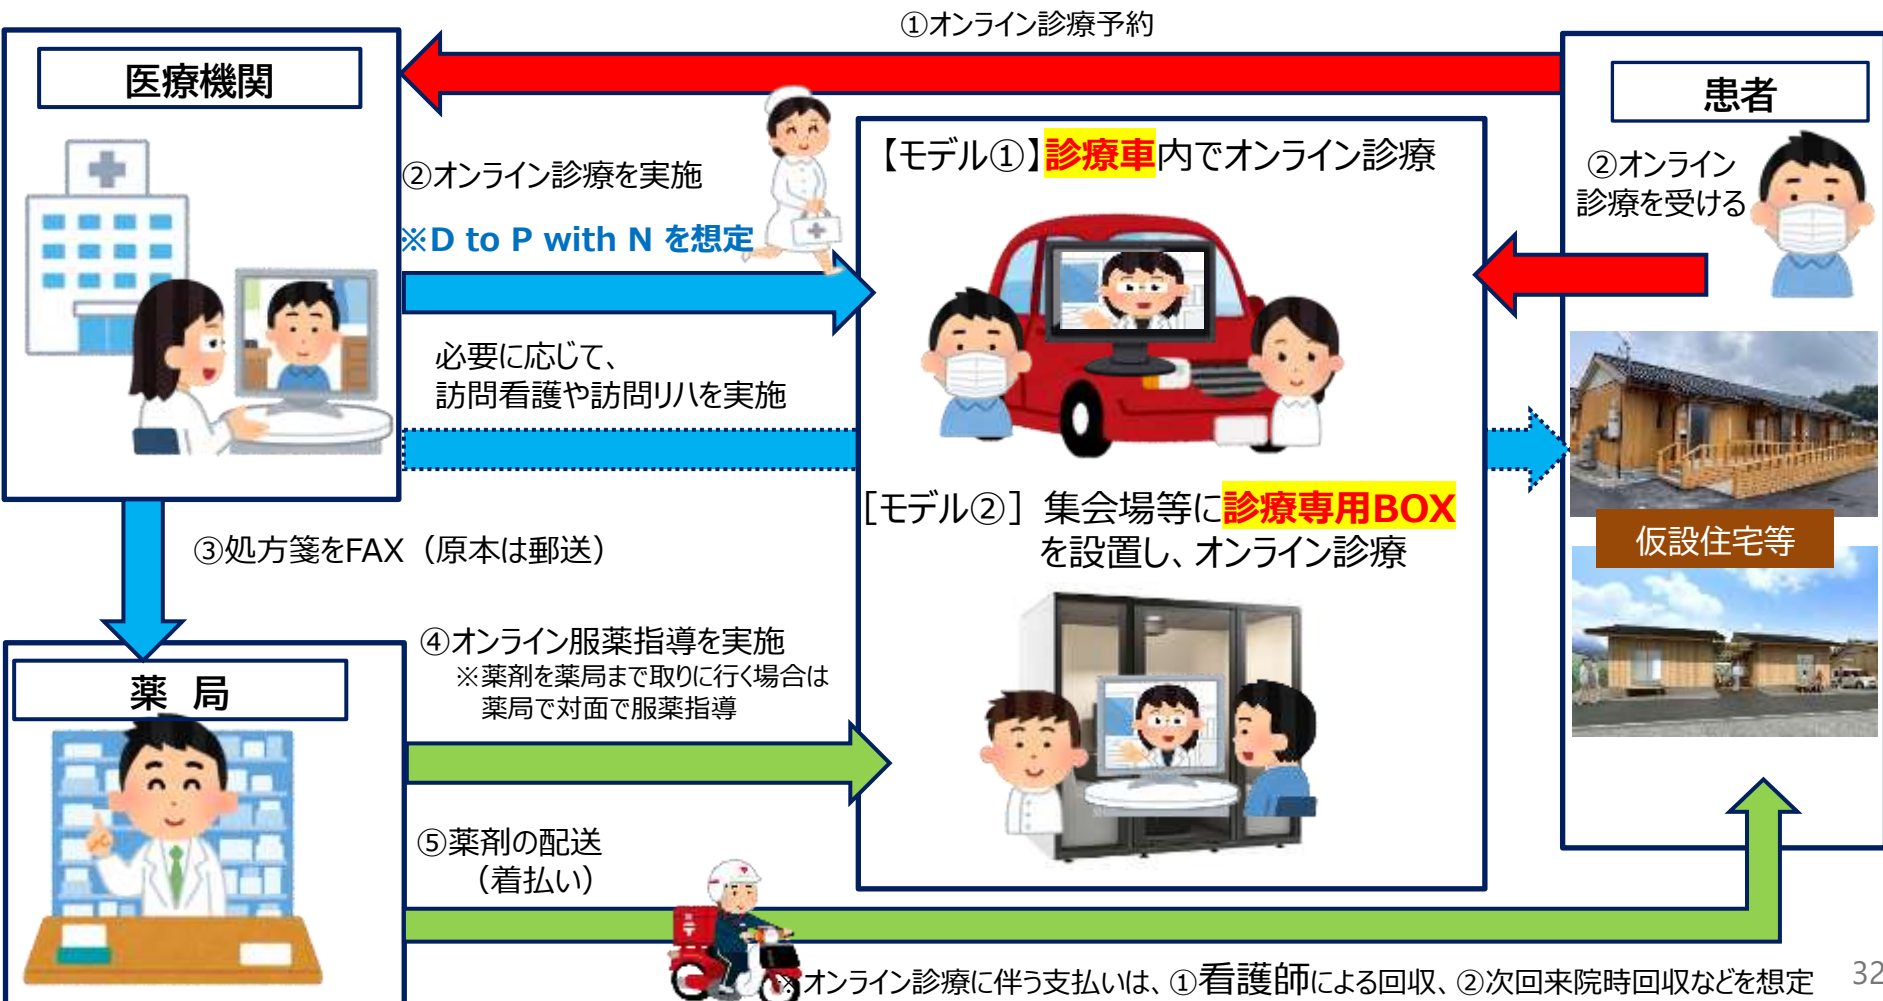 ①オンライン診療予約
医療機関
患者
②オンライン診療を実施
※D to P with N を想定
【モデル①】診療車内でオンライン診療
②オンライン
診療を受ける
必要に応じて、
訪問看護や訪問リハを実施
［モデル②］集会場等に診療専用BOX
を設置し、オンライン診療
仮設住宅等
③処方箋をFAX（原本は郵送）
薬 局
④オンライン服薬指導を実施
※薬剤を薬局まで取りに行く場合は
薬局で対面で服薬指導
⑤薬剤の配送
（着払い）
※オンライン診療に伴う支払いは、①看護師による回収、②次回来院時回収などを想定
32